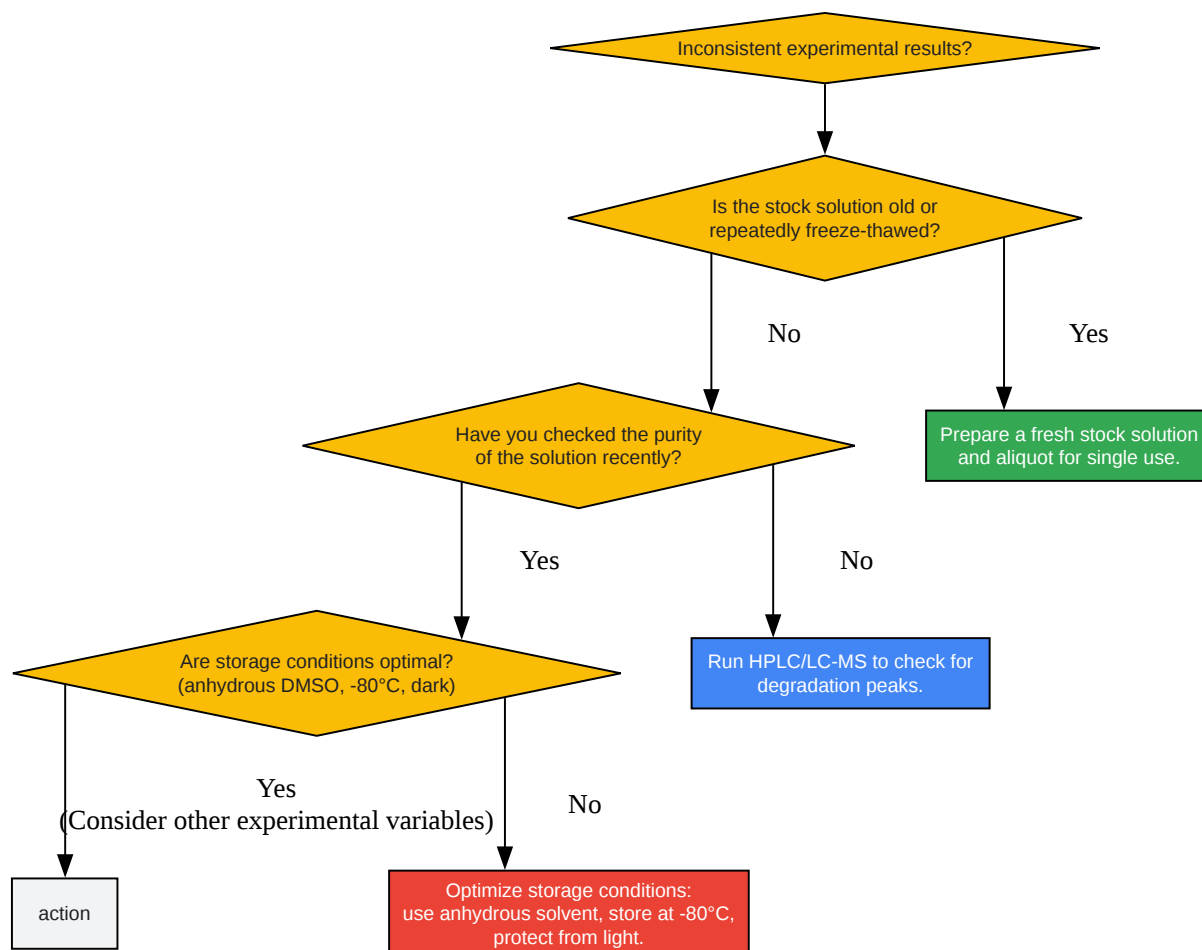 Inconsistent experimental results?
Is the stock solution old or
repeatedly freeze-thawed?
No
Yes
Have you checked the purity
of the solution recently?
Prepare a fresh stock solution
and aliquot for single use.
Yes
No
Are storage conditions optimal?
(anhydrous DMSO, -80°C, dark)
Run HPLC/LC-MS to check for
degradation peaks.
Yes
(Consider other experimental variables)
No
action
Optimize storage conditions:
use anhydrous solvent, store at -80°C,
protect from light.